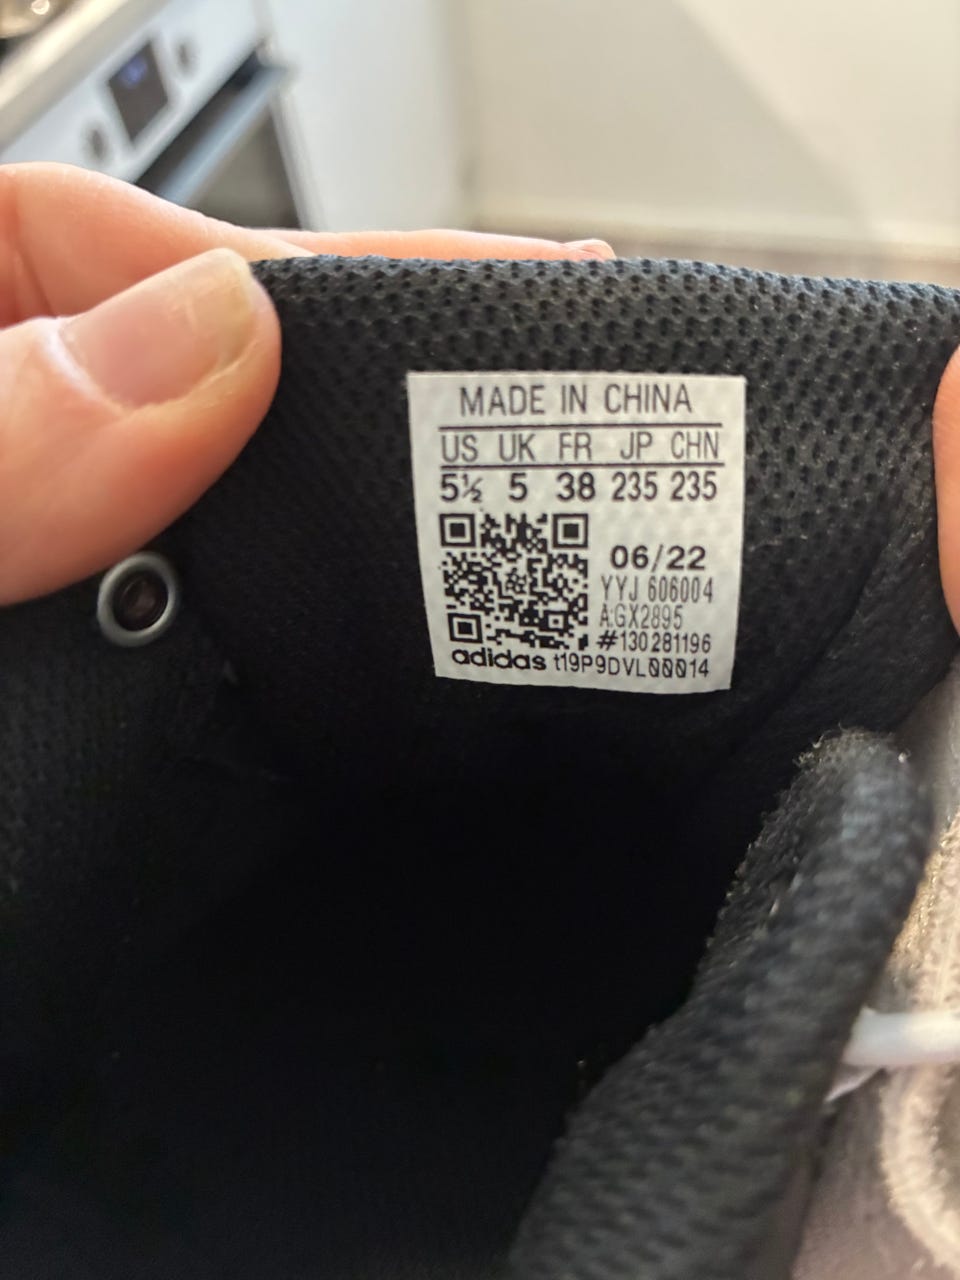 MADE IN CHINA
US UK FR JP CHN
5½ 5 38 235 235
06/22
YYJ 606004
A:GX2895
#130281196
adidas t19P9DVL00014